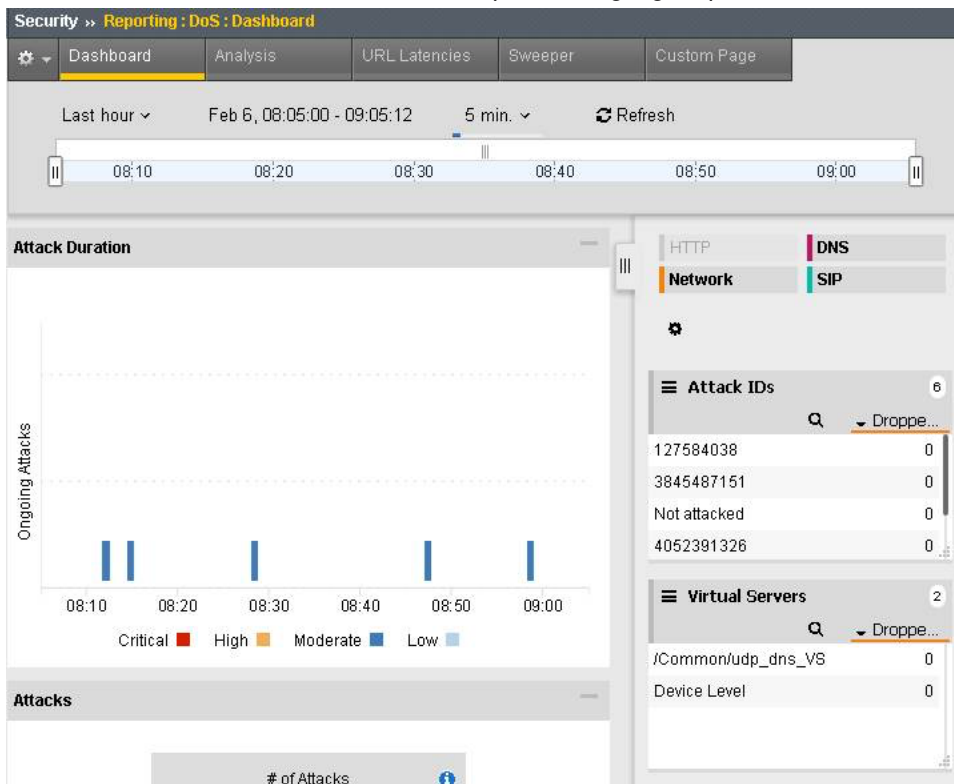 Security » Reporting : DoS : Dashboard
Dashboard Analysis URL Latencies Sweeper Custom Page
Last hour Feb 6, 08:05:00 - 09:05:12 5 min. Refresh
08:10 08:20 08:30 08:40 08:50 09:00
Attack Duration
Ongoing Attacks
08:10 08:20 08:30 08:40 08:50 09:00
Critical High Moderate Low
Attacks
# of Attacks
HTTP DNS
Network SIP
Attack IDs 6
Droppe...
127584038 0
3845487151 0
Not attacked 0
4052391326 0
Virtual Servers 2
Droppe...
/Common/udp_dns_VS 0
Device Level 0